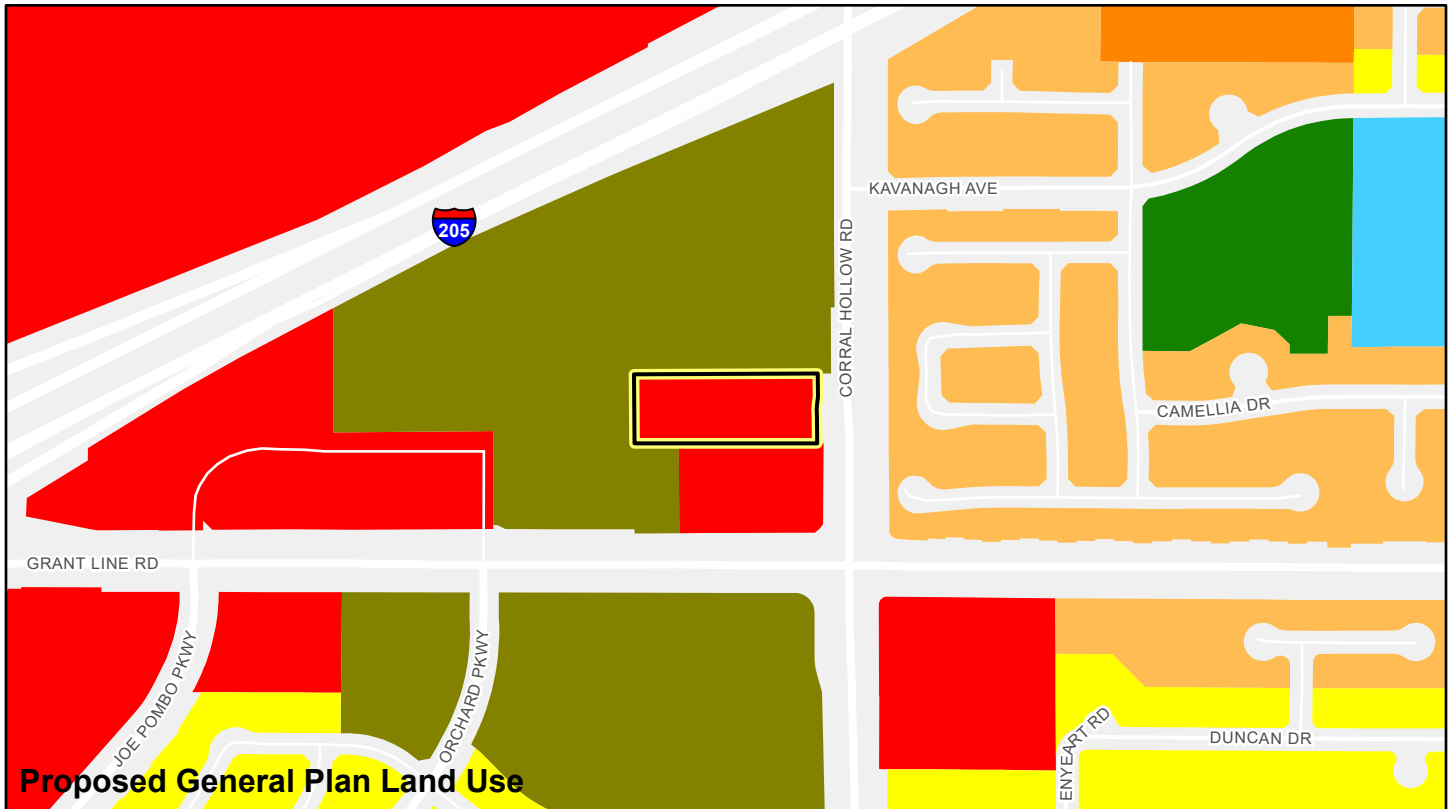 KAVANAGH AVE
205
CORRAL HOLLOW RD
CAMELLIA DR
GRANT LINE RD
JOE POMBO PKWY
ORCHARD PKWY
ENYEART RD
DUNCAN DR
Proposed General Plan Land Use